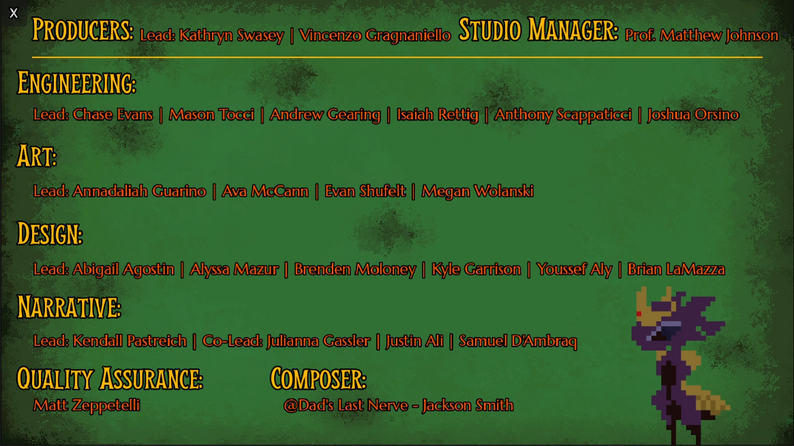 X
Producers: Lead: Kathryn Swasey | Vincenzo Gragnaniello Studio Manager: Prof. Matthew Johnson
Engineering:
Lead: Chase Evans | Mason Tocci | Andrew Gearing | Isaiah Rettig | Anthony Scappaticci | Joshua Orsino
Art:
Lead: Annadaliah Guarino | Ava McCann | Evan Shufelt | Megan Wolanski
Design:
Lead: Abigail Agostin | Alyssa Mazur | Brenden Moloney | Kyle Garrison | Youssef Aly | Brian LaMazza
Narrative:
Lead: Kendall Pastreich | Co-Lead: Julianna Gassler | Justin Ali | Samuel D'Ambraq
Quality Assurance: Composer:
Matt Zeppetelli @Dad's Last Nerve - Jackson Smith